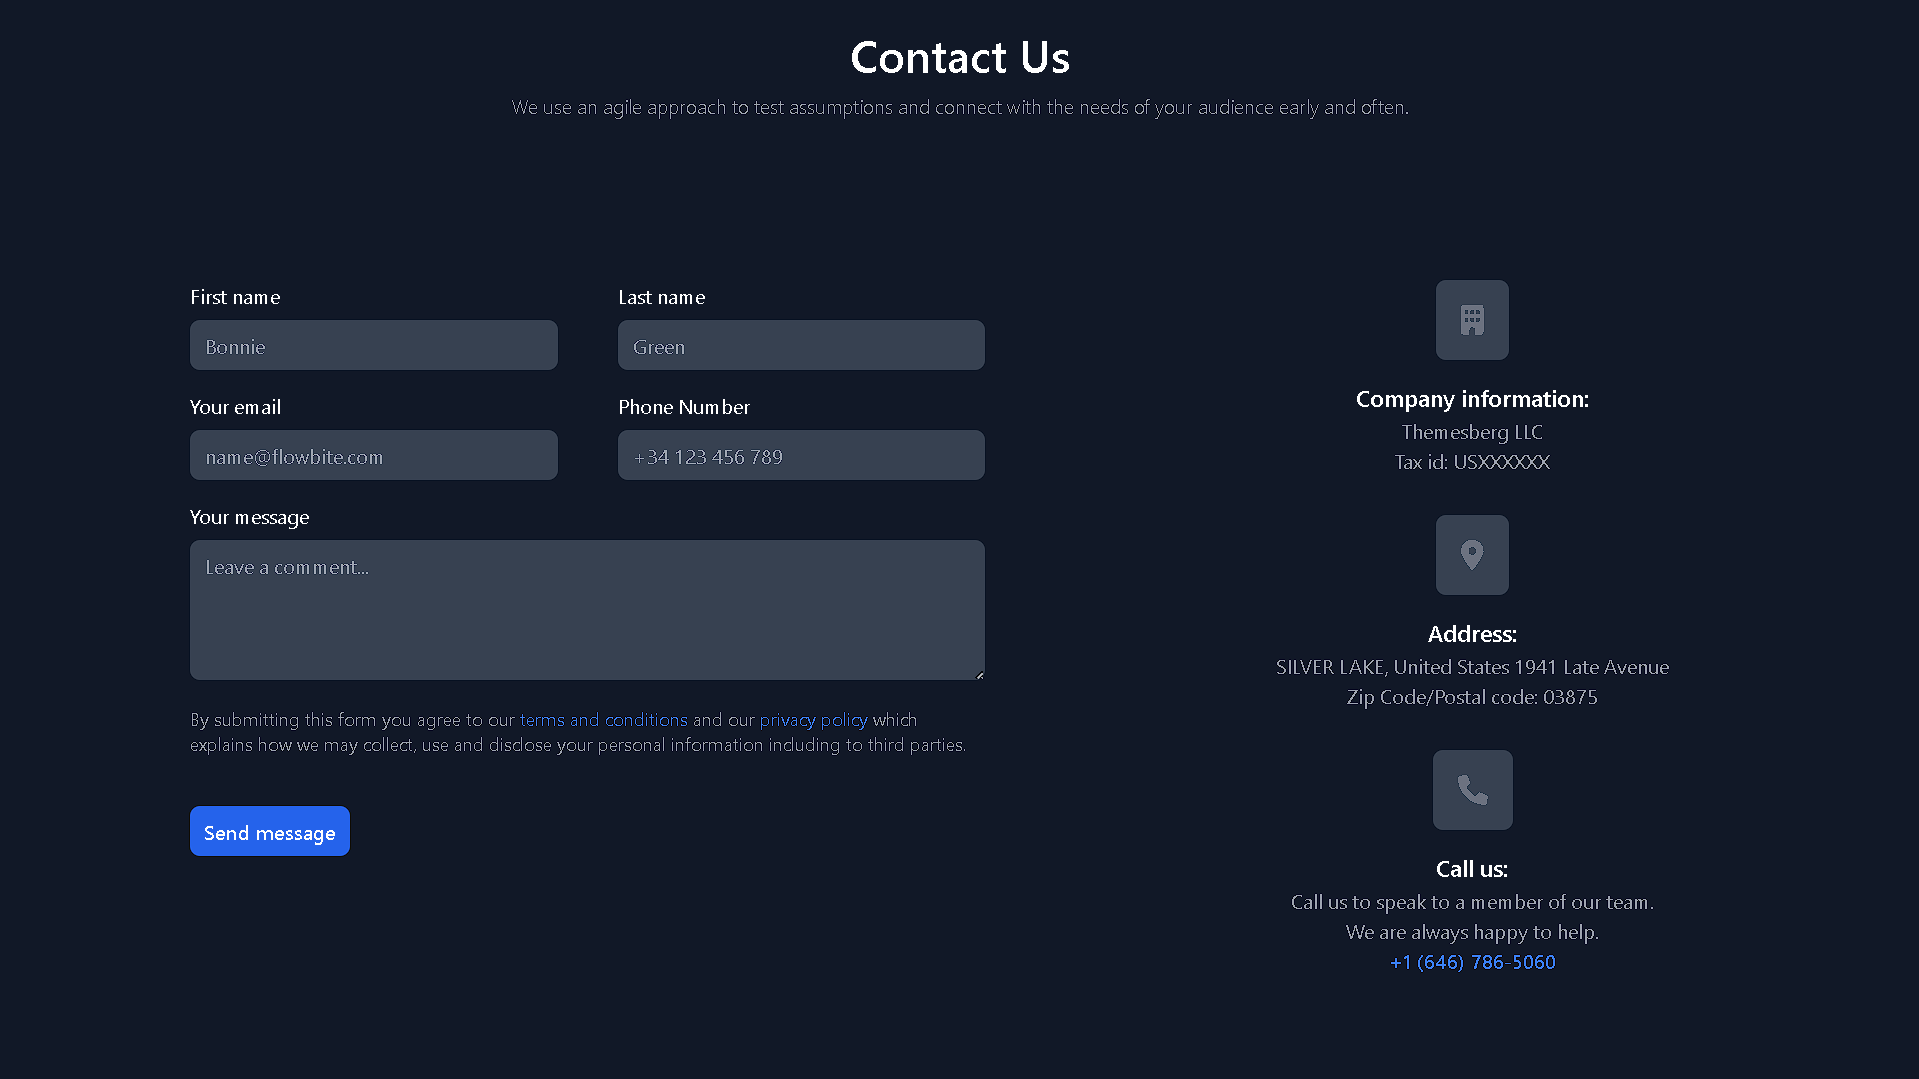 Contact Us
We use an agile approach to test assumptions and connect with the needs of your audience early and often.
First name
Last name
Bonnie
Green
Your email
Phone Number
name@flowbite.com
+34 123 456 789
Your message
Leave a comment...
By submitting this form you agree to our terms and conditions and our privacy policy which
explains how we may collect, use and disclose your personal information including to third parties.
Send message
Company information:
Themesberg LLC
Tax id: USXXXXXX
Address:
SILVER LAKE, United States 1941 Late Avenue
Zip Code/Postal code: 03875
Call us:
Call us to speak to a member of our team.
We are always happy to help.
+1 (646) 786-5060